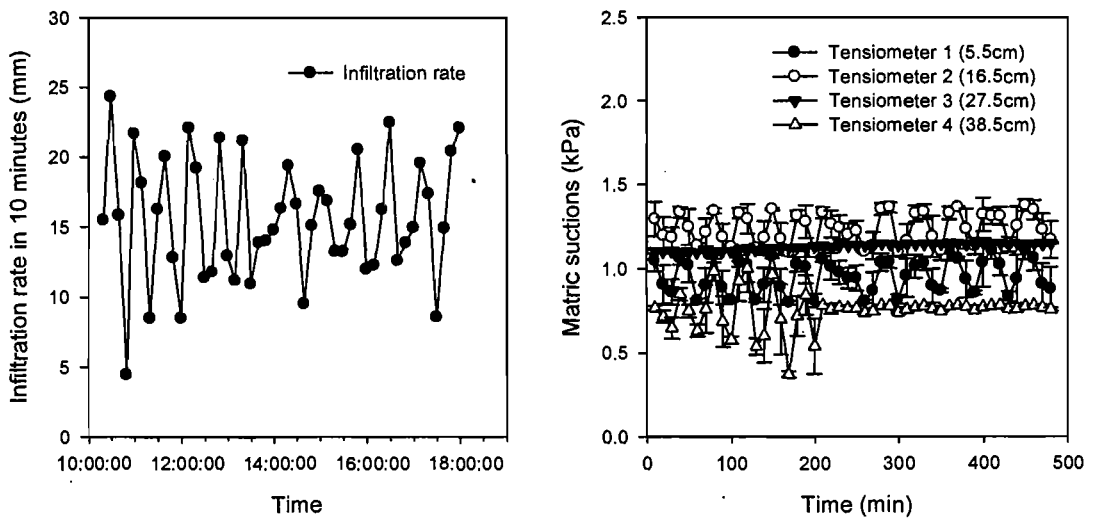 30
25
20
15
10
5
0
Infiltration rate in 10 minutes (mm)
Infiltration rate
10:00:00 12:00:00 14:00:00 16:00:00 18:00:00
Time
2.5
2.0
1.5
1.0
0.5
0.0
Matric suctions (kPa)
Tensiometer 1 (5.5cm)
Tensiometer 2 (16.5cm)
Tensiometer 3 (27.5cm)
Tensiometer 4 (38.5cm)
0 100 200 300 400 500
Time (min)